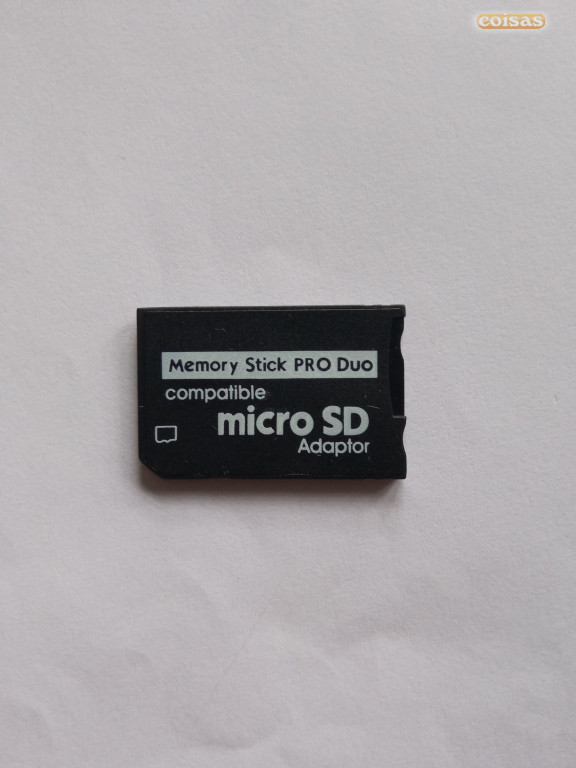 coisas
Memory Stick PRO Duo
compatible
micro SD
Adaptor